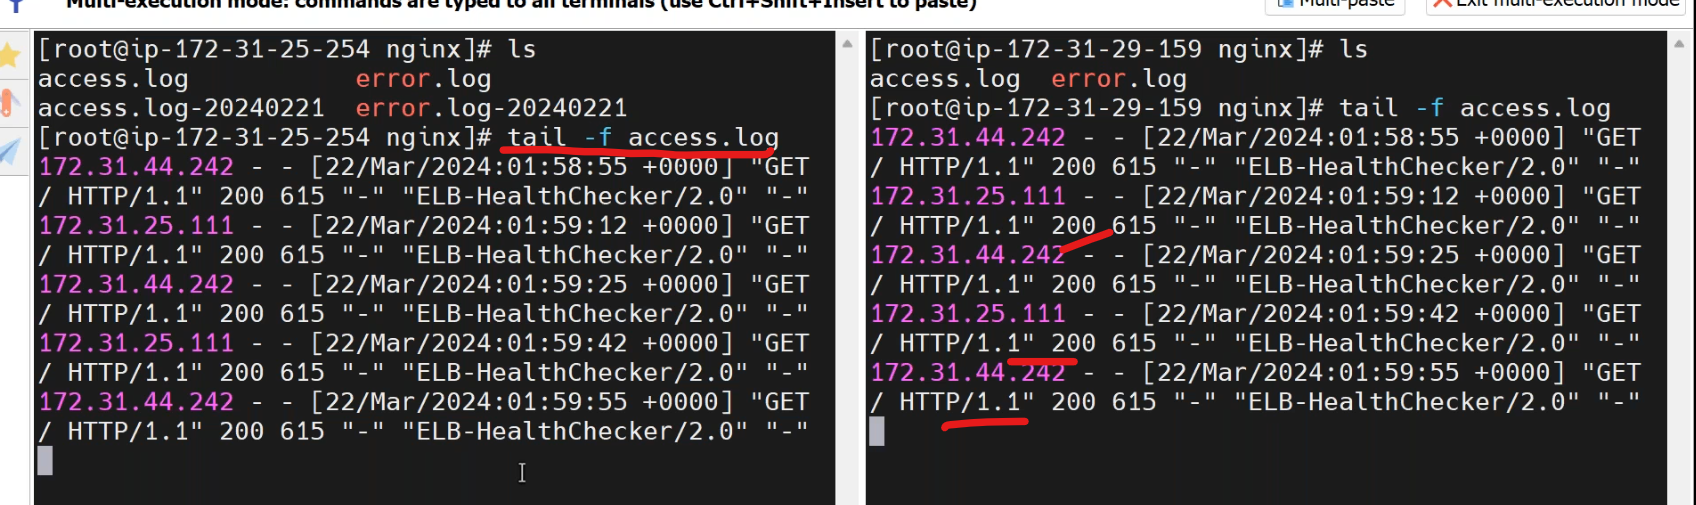 Multi-execution mode: commands are typed to all terminals (use Ctrl+Shift+Insert to paste)
Multi-paste
Exit multi-execution mode
[root@ip-172-31-25-254 nginx]# ls
access.log error.log
access.log-20240221 error.log-20240221
[root@ip-172-31-25-254 nginx]# tail -f access.log
172.31.44.242 - - [22/Mar/2024:01:58:55 +0000] "GET
/ HTTP/1.1" 200 615 "-" "ELB-HealthChecker/2.0" "-"
172.31.25.111 - - [22/Mar/2024:01:59:12 +0000] "GET
/ HTTP/1.1" 200 615 "-" "ELB-HealthChecker/2.0" "-"
172.31.44.242 - - [22/Mar/2024:01:59:25 +0000] "GET
/ HTTP/1.1" 200 615 "-" "ELB-HealthChecker/2.0" "-"
172.31.25.111 - - [22/Mar/2024:01:59:42 +0000] "GET
/ HTTP/1.1" 200 615 "-" "ELB-HealthChecker/2.0" "-"
172.31.44.242 - - [22/Mar/2024:01:59:55 +0000] "GET
/ HTTP/1.1" 200 615 "-" "ELB-HealthChecker/2.0" "-"
[root@ip-172-31-29-159 nginx]# ls
access.log error.log
[root@ip-172-31-29-159 nginx]# tail -f access.log
172.31.44.242 - - [22/Mar/2024:01:58:55 +0000] "GET
/ HTTP/1.1" 200 615 "-" "ELB-HealthChecker/2.0" "-"
172.31.25.111 - - [22/Mar/2024:01:59:12 +0000] "GET
/ HTTP/1.1" 200 615 "-" "ELB-HealthChecker/2.0" "-"
172.31.44.242 - - [22/Mar/2024:01:59:25 +0000] "GET
/ HTTP/1.1" 200 615 "-" "ELB-HealthChecker/2.0" "-"
172.31.25.111 - - [22/Mar/2024:01:59:42 +0000] "GET
/ HTTP/1.1" 200 615 "-" "ELB-HealthChecker/2.0" "-"
172.31.44.242 - - [22/Mar/2024:01:59:55 +0000] "GET
/ HTTP/1.1" 200 615 "-" "ELB-HealthChecker/2.0" "-"